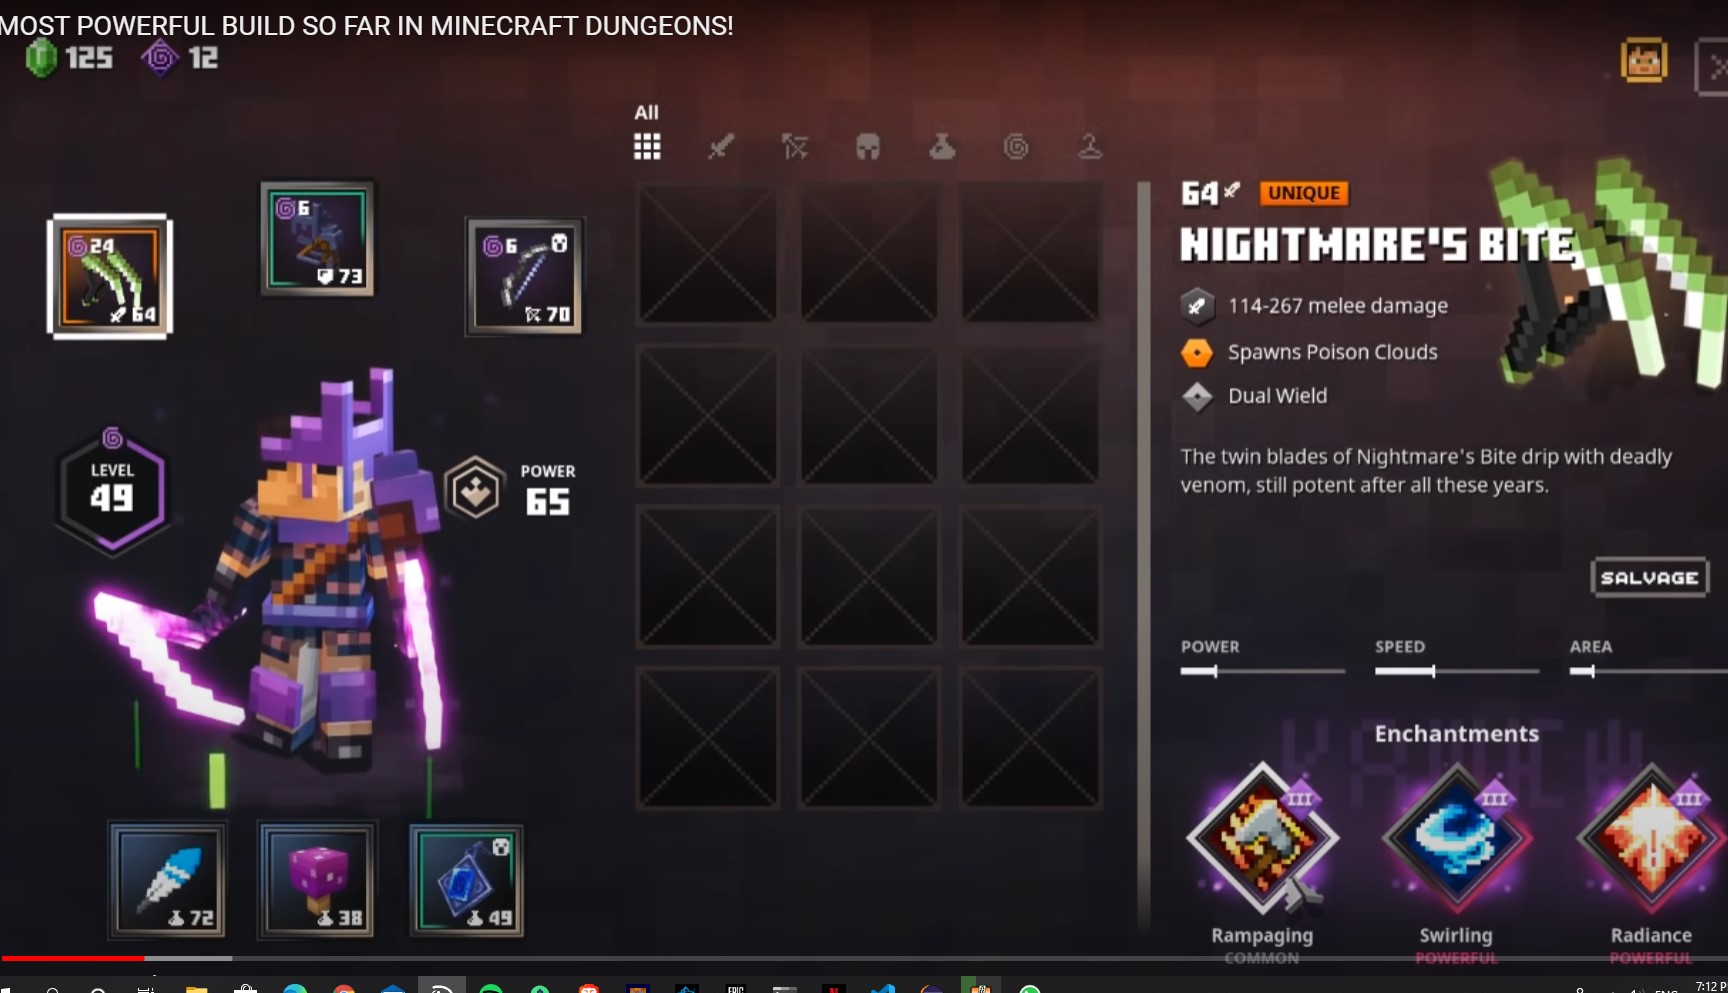 MOST POWERFUL BUILD SO FAR IN MINECRAFT DUNGEONS!
125 12
All
6
73
24
64
6
70
64 UNIQUE
NIGHTMARE'S BITE
114-267 melee damage
Spawns Poison Clouds
Dual Wield
The twin blades of Nightmare's Bite drip with deadly
venom, still potent after all these years.
LEVEL
49
POWER
65
SALVAGE
POWER SPEED AREA
Enchantments
III III III
72 38 49
Rampaging Swirling Radiance
COMMON POWERFUL POWERFUL
7:12 P